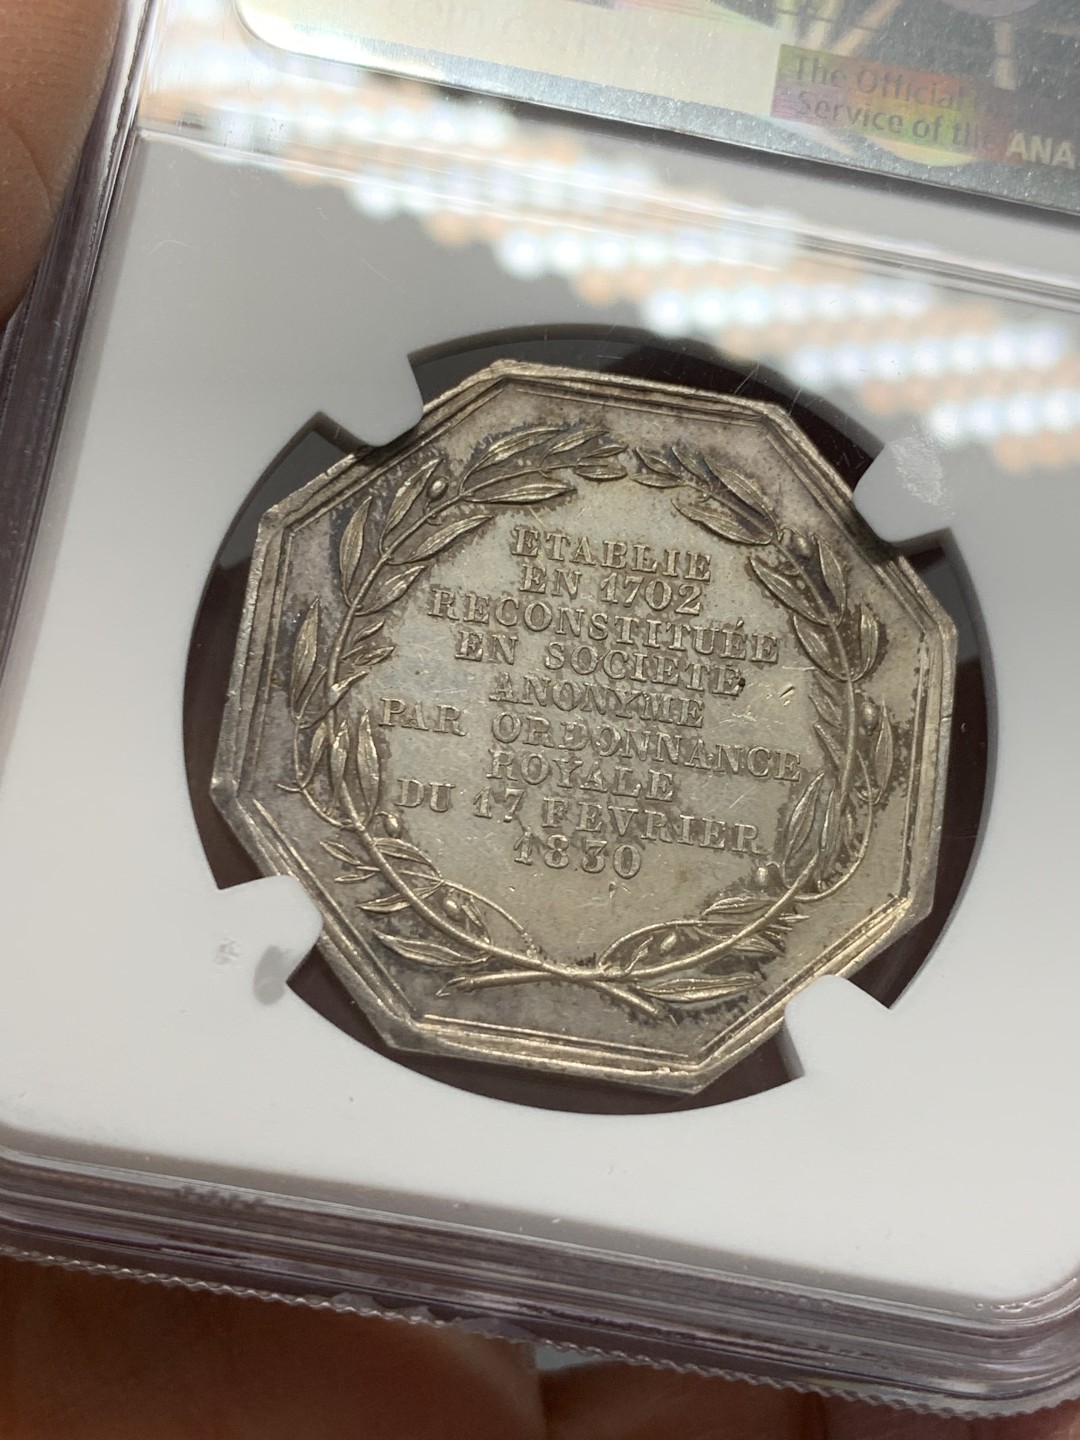 The Official
Service of the ANA
ETABLIE
EN 1702
RECONSTITUÉE
EN SOCIETÉ
ANONYME
PAR ORDONNANCE
ROYALE
DU 17 FEVRIER
1830